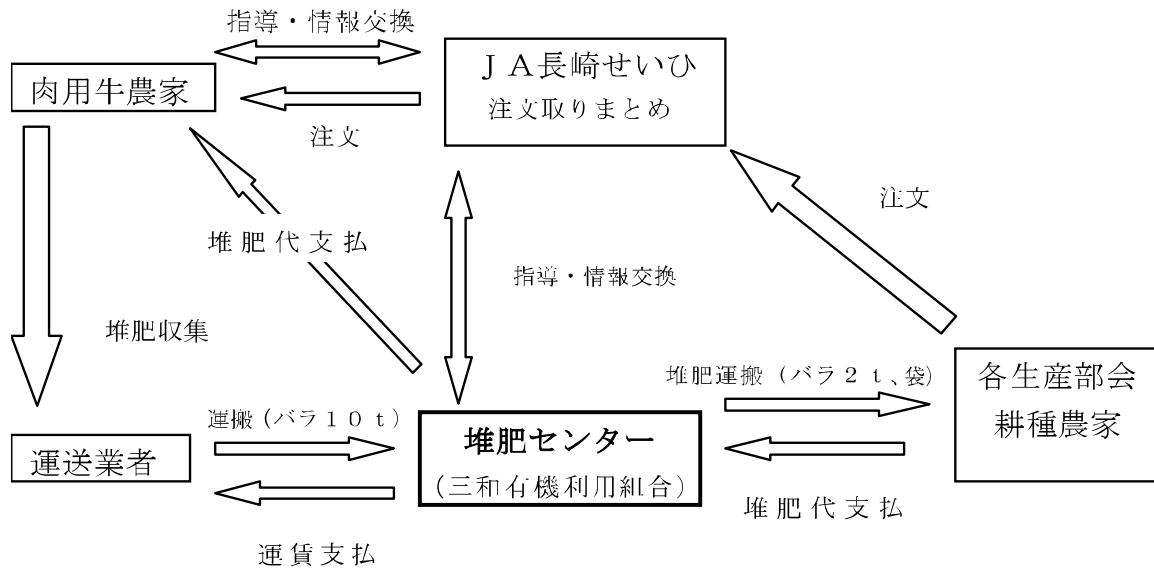 指導・情報交換
肉用牛農家
ＪＡ長崎せいひ
注文取りまとめ
注文
注文
堆肥代支払
指導・情報交換
堆肥収集
堆肥運搬（バラ２ｔ、袋）
各生産部会
耕種農家
運搬（バラ１０ｔ）
運送業者
堆肥センター
（三和有機利用組合）
堆肥代支払
運賃支払